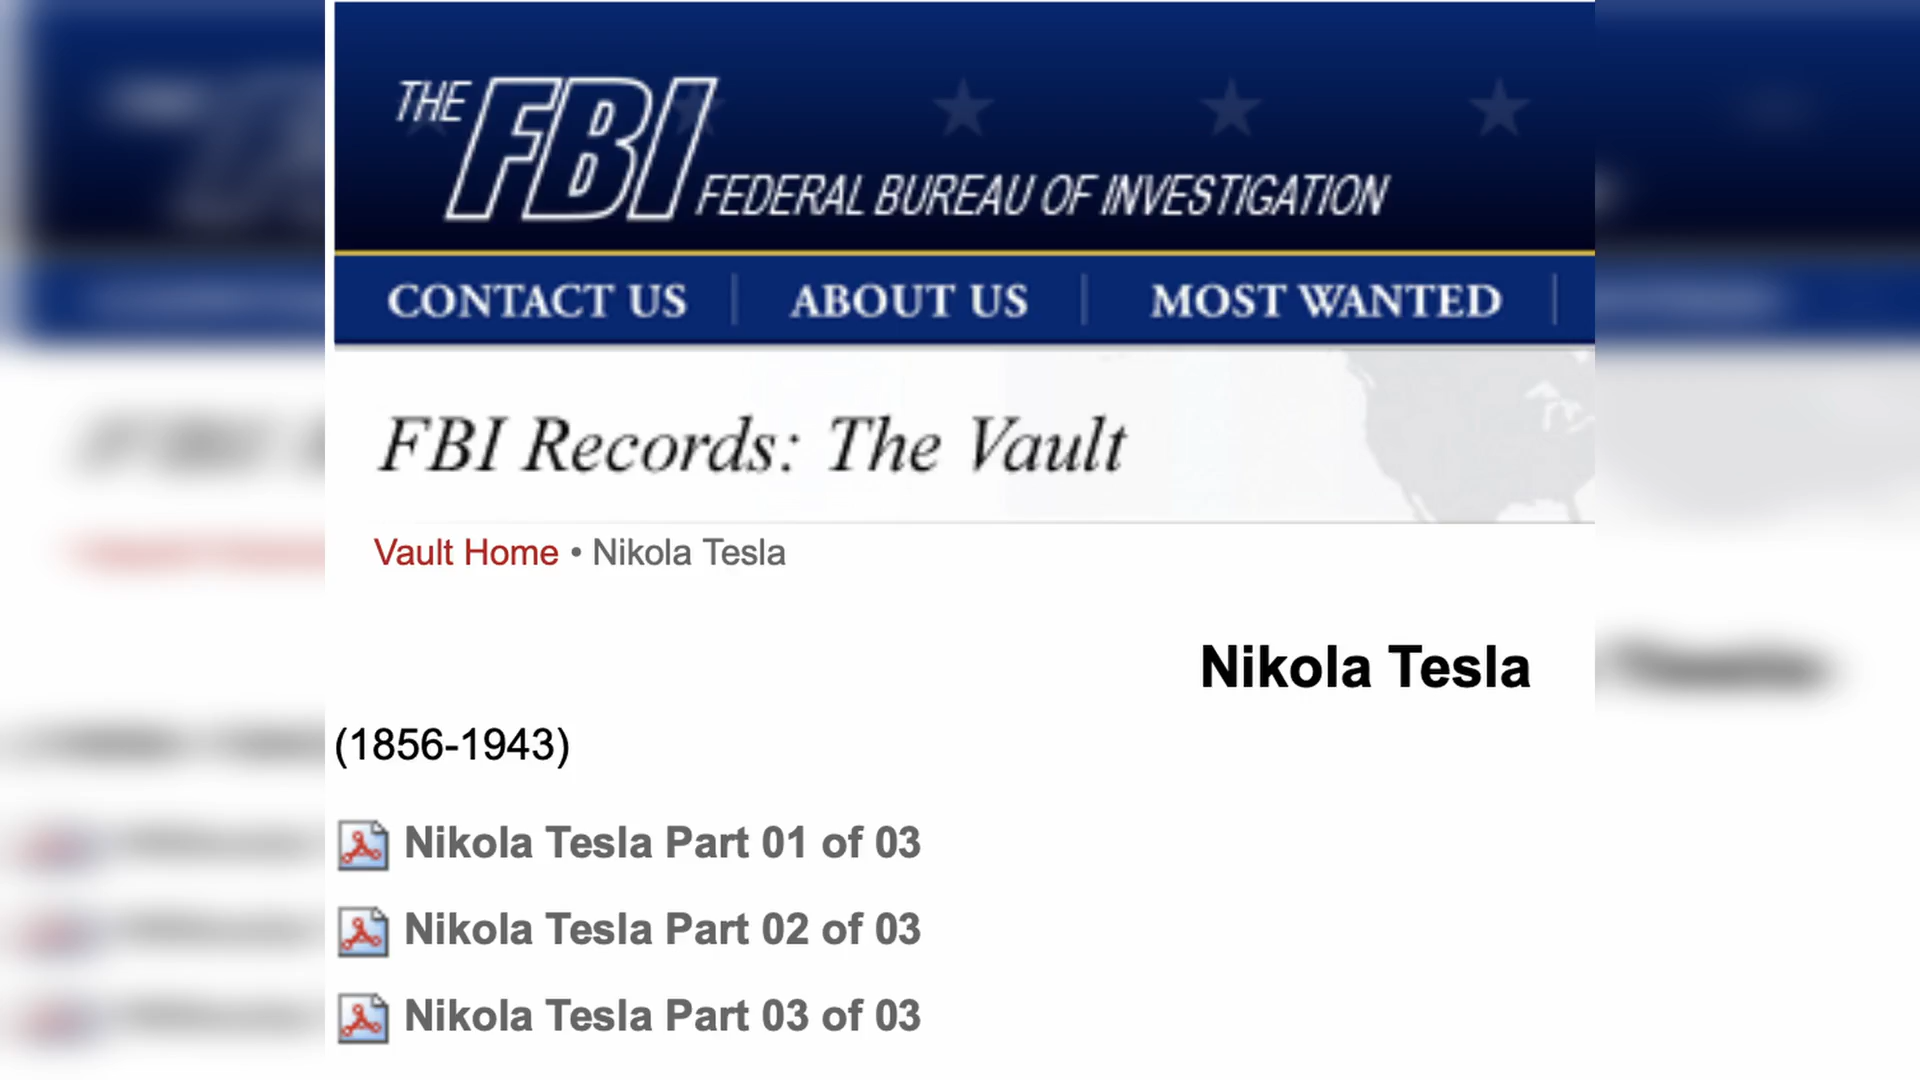 THE FBI FEDERAL BUREAU OF INVESTIGATION
CONTACT US ABOUT US MOST WANTED
FBI Records: The Vault
Vault Home • Nikola Tesla
Nikola Tesla
(1856-1943)
Nikola Tesla Part 01 of 03
Nikola Tesla Part 02 of 03
Nikola Tesla Part 03 of 03